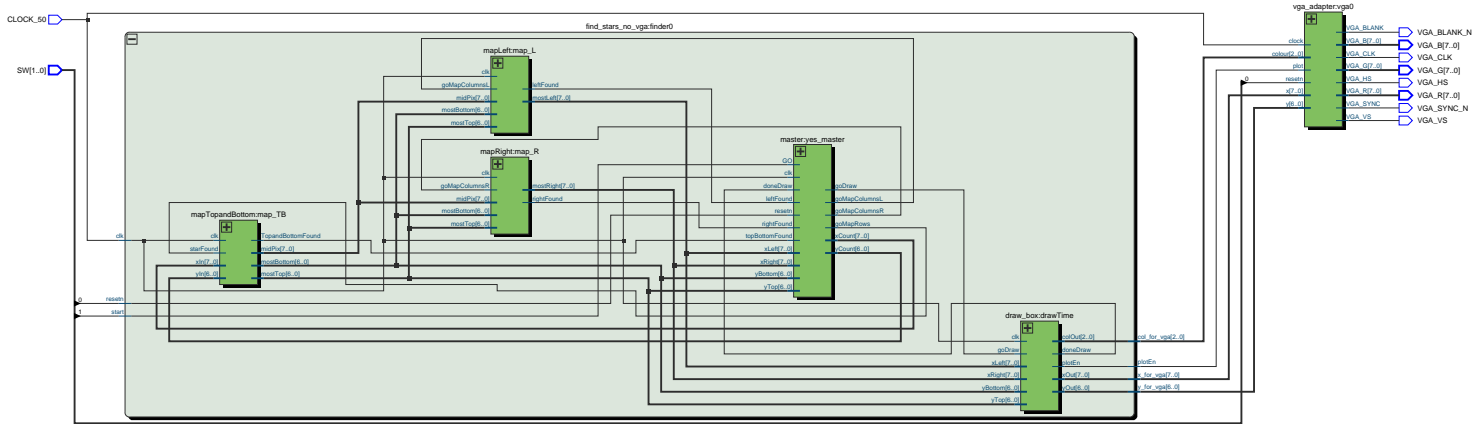 CLOCK_50
SW[1..0]
find_stars_no_vga:finder0
clk
resetn
start
0
1
mapTopandBottom:map_TB
clk
starFound
xIn[7..0]
yIn[6..0]
TopandBottomFound
midPix[7..0]
mostBottom[6..0]
mostTop[6..0]
mapLeft:map_L
clk
goMapColumnsL
midPix[7..0]
mostBottom[6..0]
mostTop[6..0]
leftFound
mostLeft[7..0]
mapRight:map_R
clk
goMapColumnsR
midPix[7..0]
mostBottom[6..0]
mostTop[6..0]
mostRight[7..0]
rightFound
master:yes_master
GO
clk
doneDraw
leftFound
resetn
rightFound
topBottomFound
xLeft[7..0]
xRight[7..0]
yBottom[6..0]
yTop[6..0]
goDraw
goMapColumnsL
goMapColumnsR
goMapRows
xCount[7..0]
yCount[6..0]
draw_box:drawTime
clk
goDraw
xLeft[7..0]
xRight[7..0]
yBottom[6..0]
yTop[6..0]
colOut[2..0]
doneDraw
plotEn
xOut[7..0]
yOut[6..0]
col_for_vga[2..0]
plotEn
x_for_vga[7..0]
y_for_vga[6..0]
vga_adapter:vga0
clock
colour[2..0]
plot
0
resetn
x[7..0]
y[6..0]
VGA_BLANK
VGA_B[7..0]
VGA_CLK
VGA_G[7..0]
VGA_HS
VGA_R[7..0]
VGA_SYNC
VGA_VS
VGA_BLANK_N
VGA_B[7..0]
VGA_CLK
VGA_G[7..0]
VGA_HS
VGA_R[7..0]
VGA_SYNC_N
VGA_VS